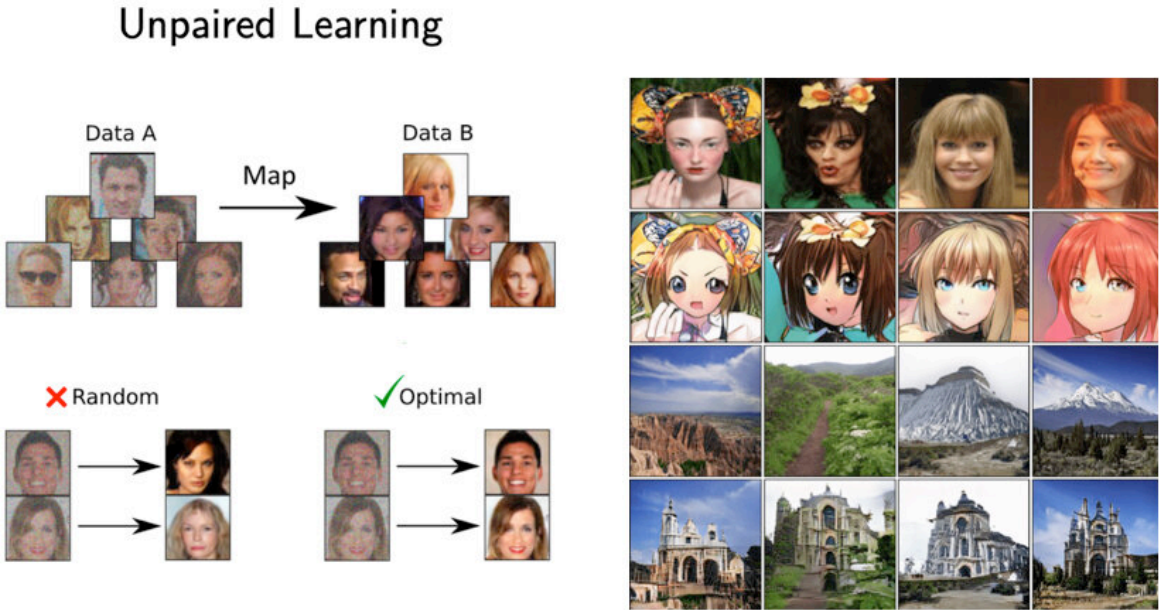 Unpaired Learning
Data A
Data B
Map
Random
Optimal